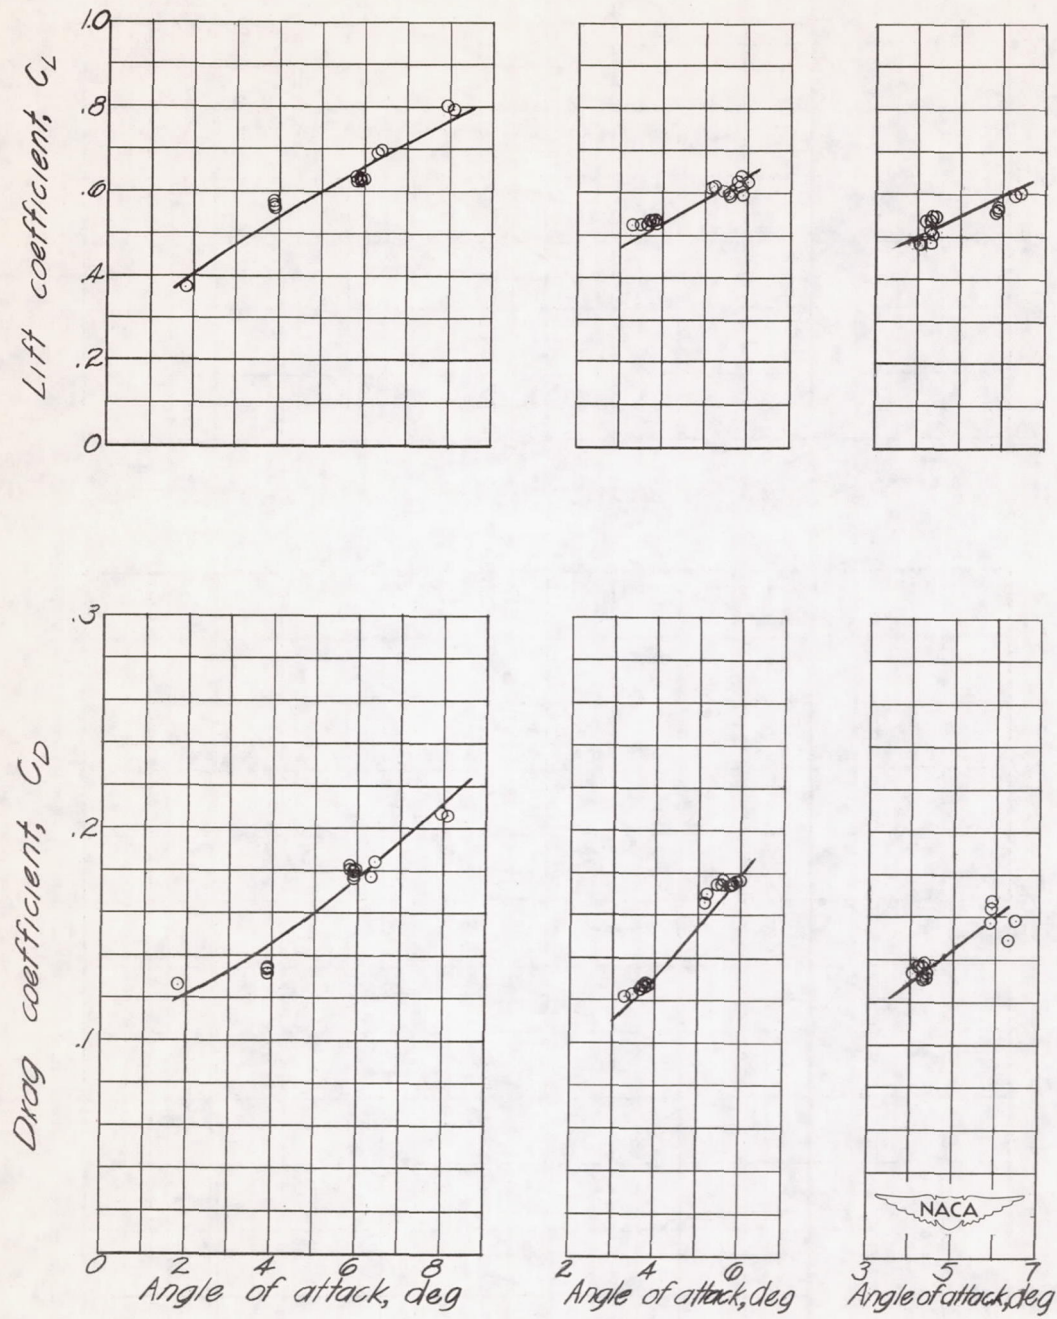 Lift coefficient, C_L
1.0
.8
.6
.4
.2
0
Drag coefficient, C_D
.3
.2
.1
0 2 4 6 8
Angle of attack, deg
2 4 6
Angle of attack, deg
NACA
3 5 7
Angle of attack, deg